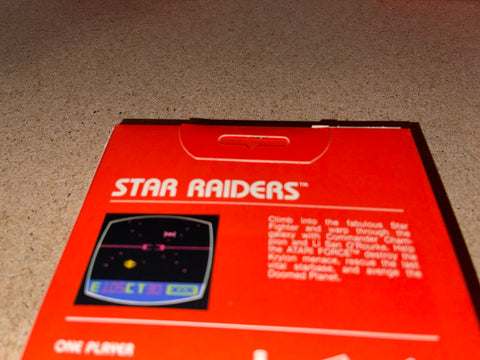 STAR RAIDERS™
Climb into the fabulous Star
Fighter and warp through the
galaxy with Commander Cham-
pion and Li San O'Rourke. Help
the ATARI FORCE™ destroy the
Krylon menace, rescue the last
vital starbase, and avenge the
Doomed Planet.
ONE PLAYER